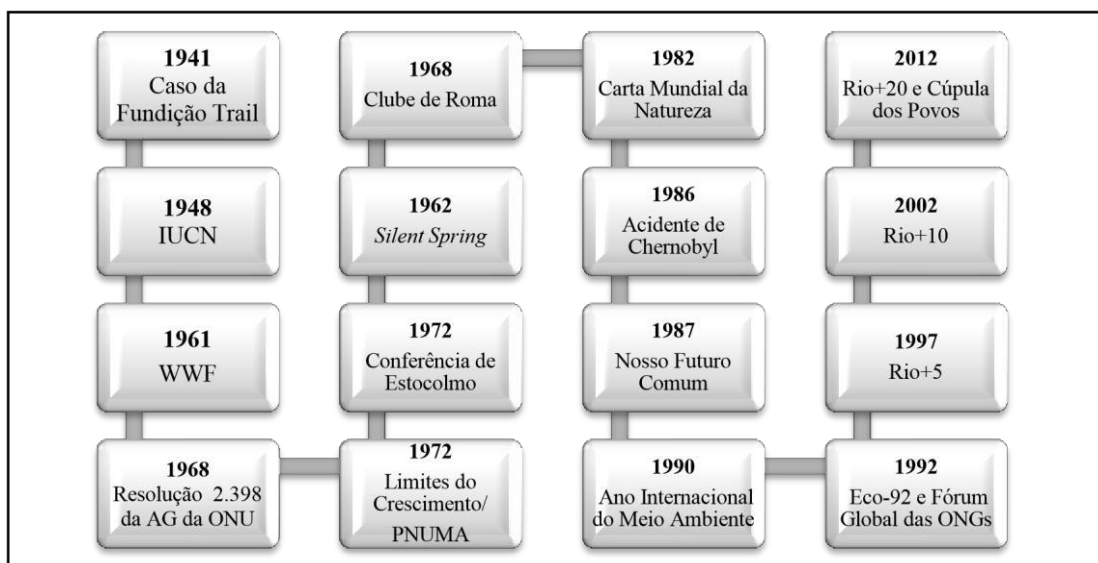 1941
Caso da
Fundição Trail
1948
IUCN
1961
WWF
1968
Resolução 2.398
da AG da ONU
1972
Limites do
Crescimento/
PNUMA
1972
Conferência de
Estocolmo
1962
Silent Spring
1968
Clube de Roma
1982
Carta Mundial da
Natureza
1986
Acidente de
Chernobyl
1987
Nosso Futuro
Comum
1990
Ano Internacional
do Meio Ambiente
1992
Eco-92 e Fórum
Global das ONGs
1997
Rio+5
2002
Rio+10
2012
Rio+20 e Cúpula
dos Povos